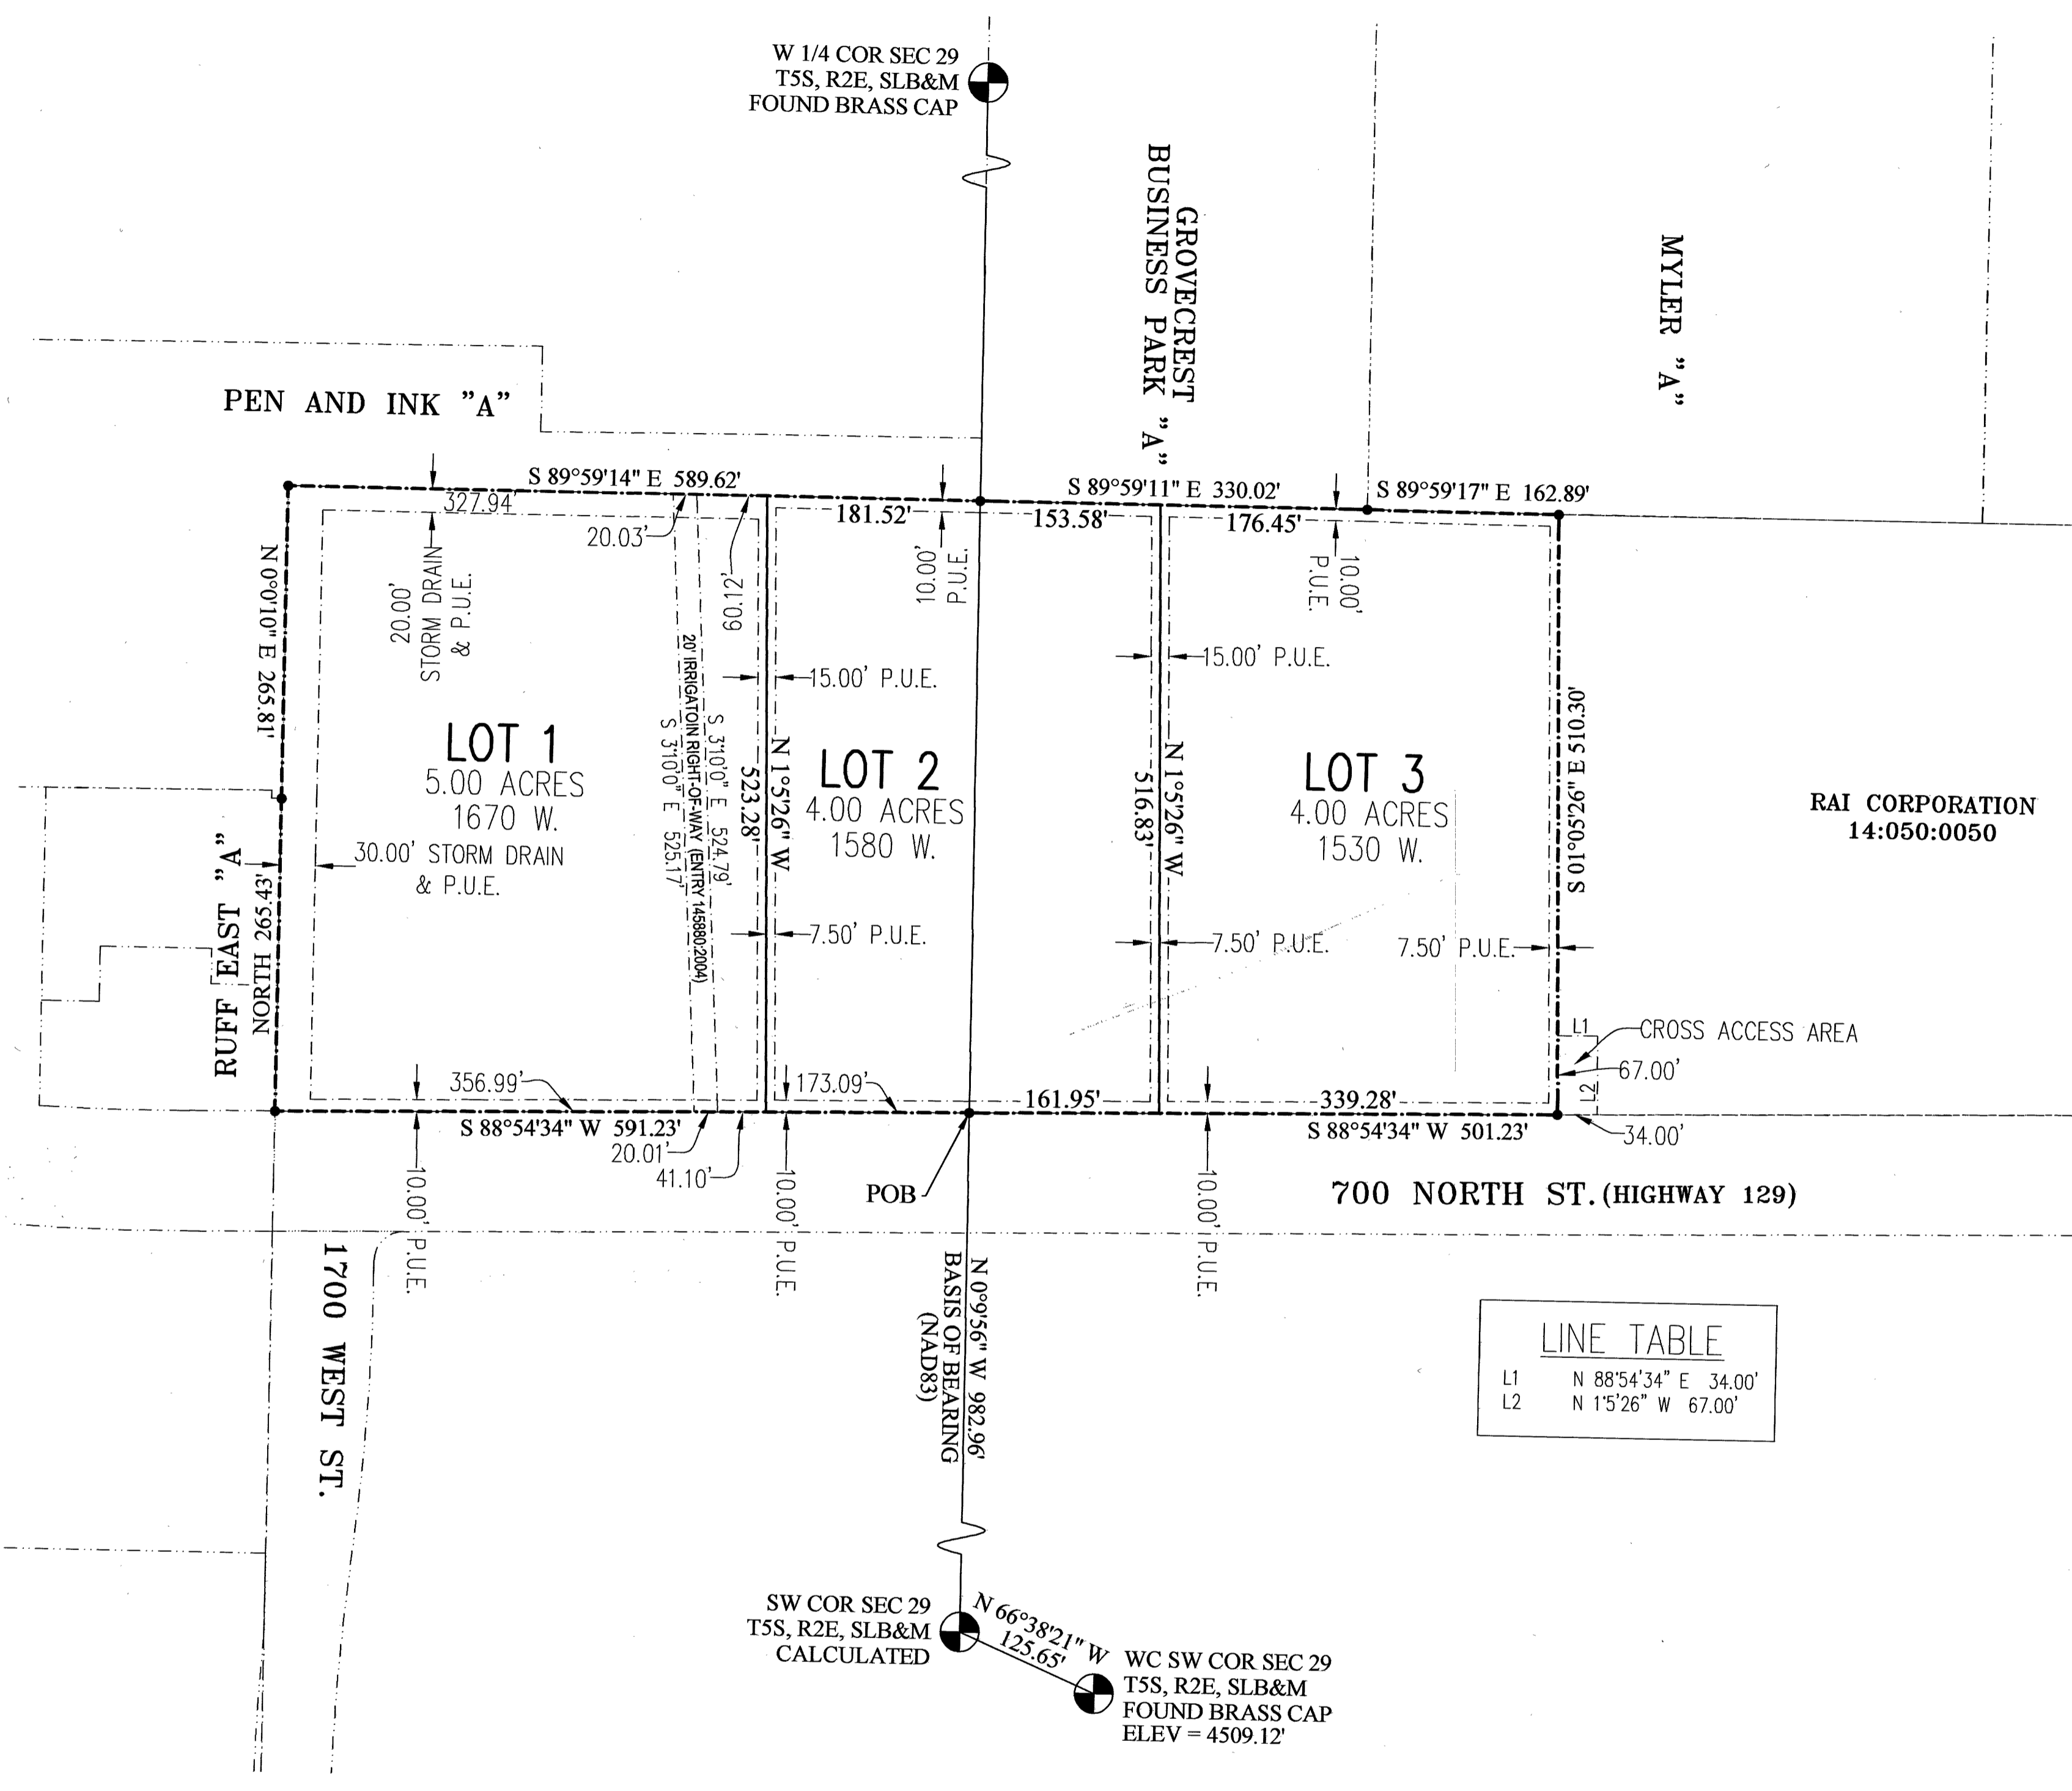 W 1/4 COR SEC 29
T5S, R2E, SLB&M
FOUND BRASS CAP
GROVECREST
BUSINESS PARK "A"
MYLER "A"
PEN AND INK "A"
S 89°59'14" E 589.62'
S 89°59'11" E 330.02'
S 89°59'17" E 162.89'
327.94'
20.03'
60.12'
181.52'
153.58'
176.45'
10.00'
P.U.E.
10.00'
P.U.E.
20.00'
STORM DRAIN
& P.U.E.
N 0°0'10" E 265.81'
15.00' P.U.E.
15.00' P.U.E.
LOT 1
5.00 ACRES
1670 W.
30.00' STORM DRAIN
& P.U.E.
20' IRRIGATOIN RIGHT-OF-WAY (ENTRY 145880:2004)
S 3°10'0" E 524.79'
S 3°10'0" E 525.17'
N 1°5'26" W
523.28'
LOT 2
4.00 ACRES
1580 W.
N 1°5'26" W
516.83'
LOT 3
4.00 ACRES
1530 W.
S 01°05'26" E 510.30'
RAI CORPORATION
14:050:0050
RUFF EAST "A"
NORTH 265.43'
7.50' P.U.E.
7.50' P.U.E.
7.50' P.U.E.
L1
CROSS ACCESS AREA
67.00'
L2
34.00'
356.99'
173.09'
161.95'
339.28'
S 88°54'34" W 591.23'
S 88°54'34" W 501.23'
20.01'
41.10'
10.00' P.U.E.
10.00' P.U.E.
10.00' P.U.E.
POB
700 NORTH ST. (HIGHWAY 129)
1700 WEST ST.
N 0°9'56" W 982.96'
BASIS OF BEARING
(NAD83)
LINE TABLE
L1 N 88°54'34" E 34.00'
L2 N 1°5'26" W 67.00'
SW COR SEC 29
T5S, R2E, SLB&M
CALCULATED
N 66°38'21" W
125.65'
WC SW COR SEC 29
T5S, R2E, SLB&M
FOUND BRASS CAP
ELEV = 4509.12'